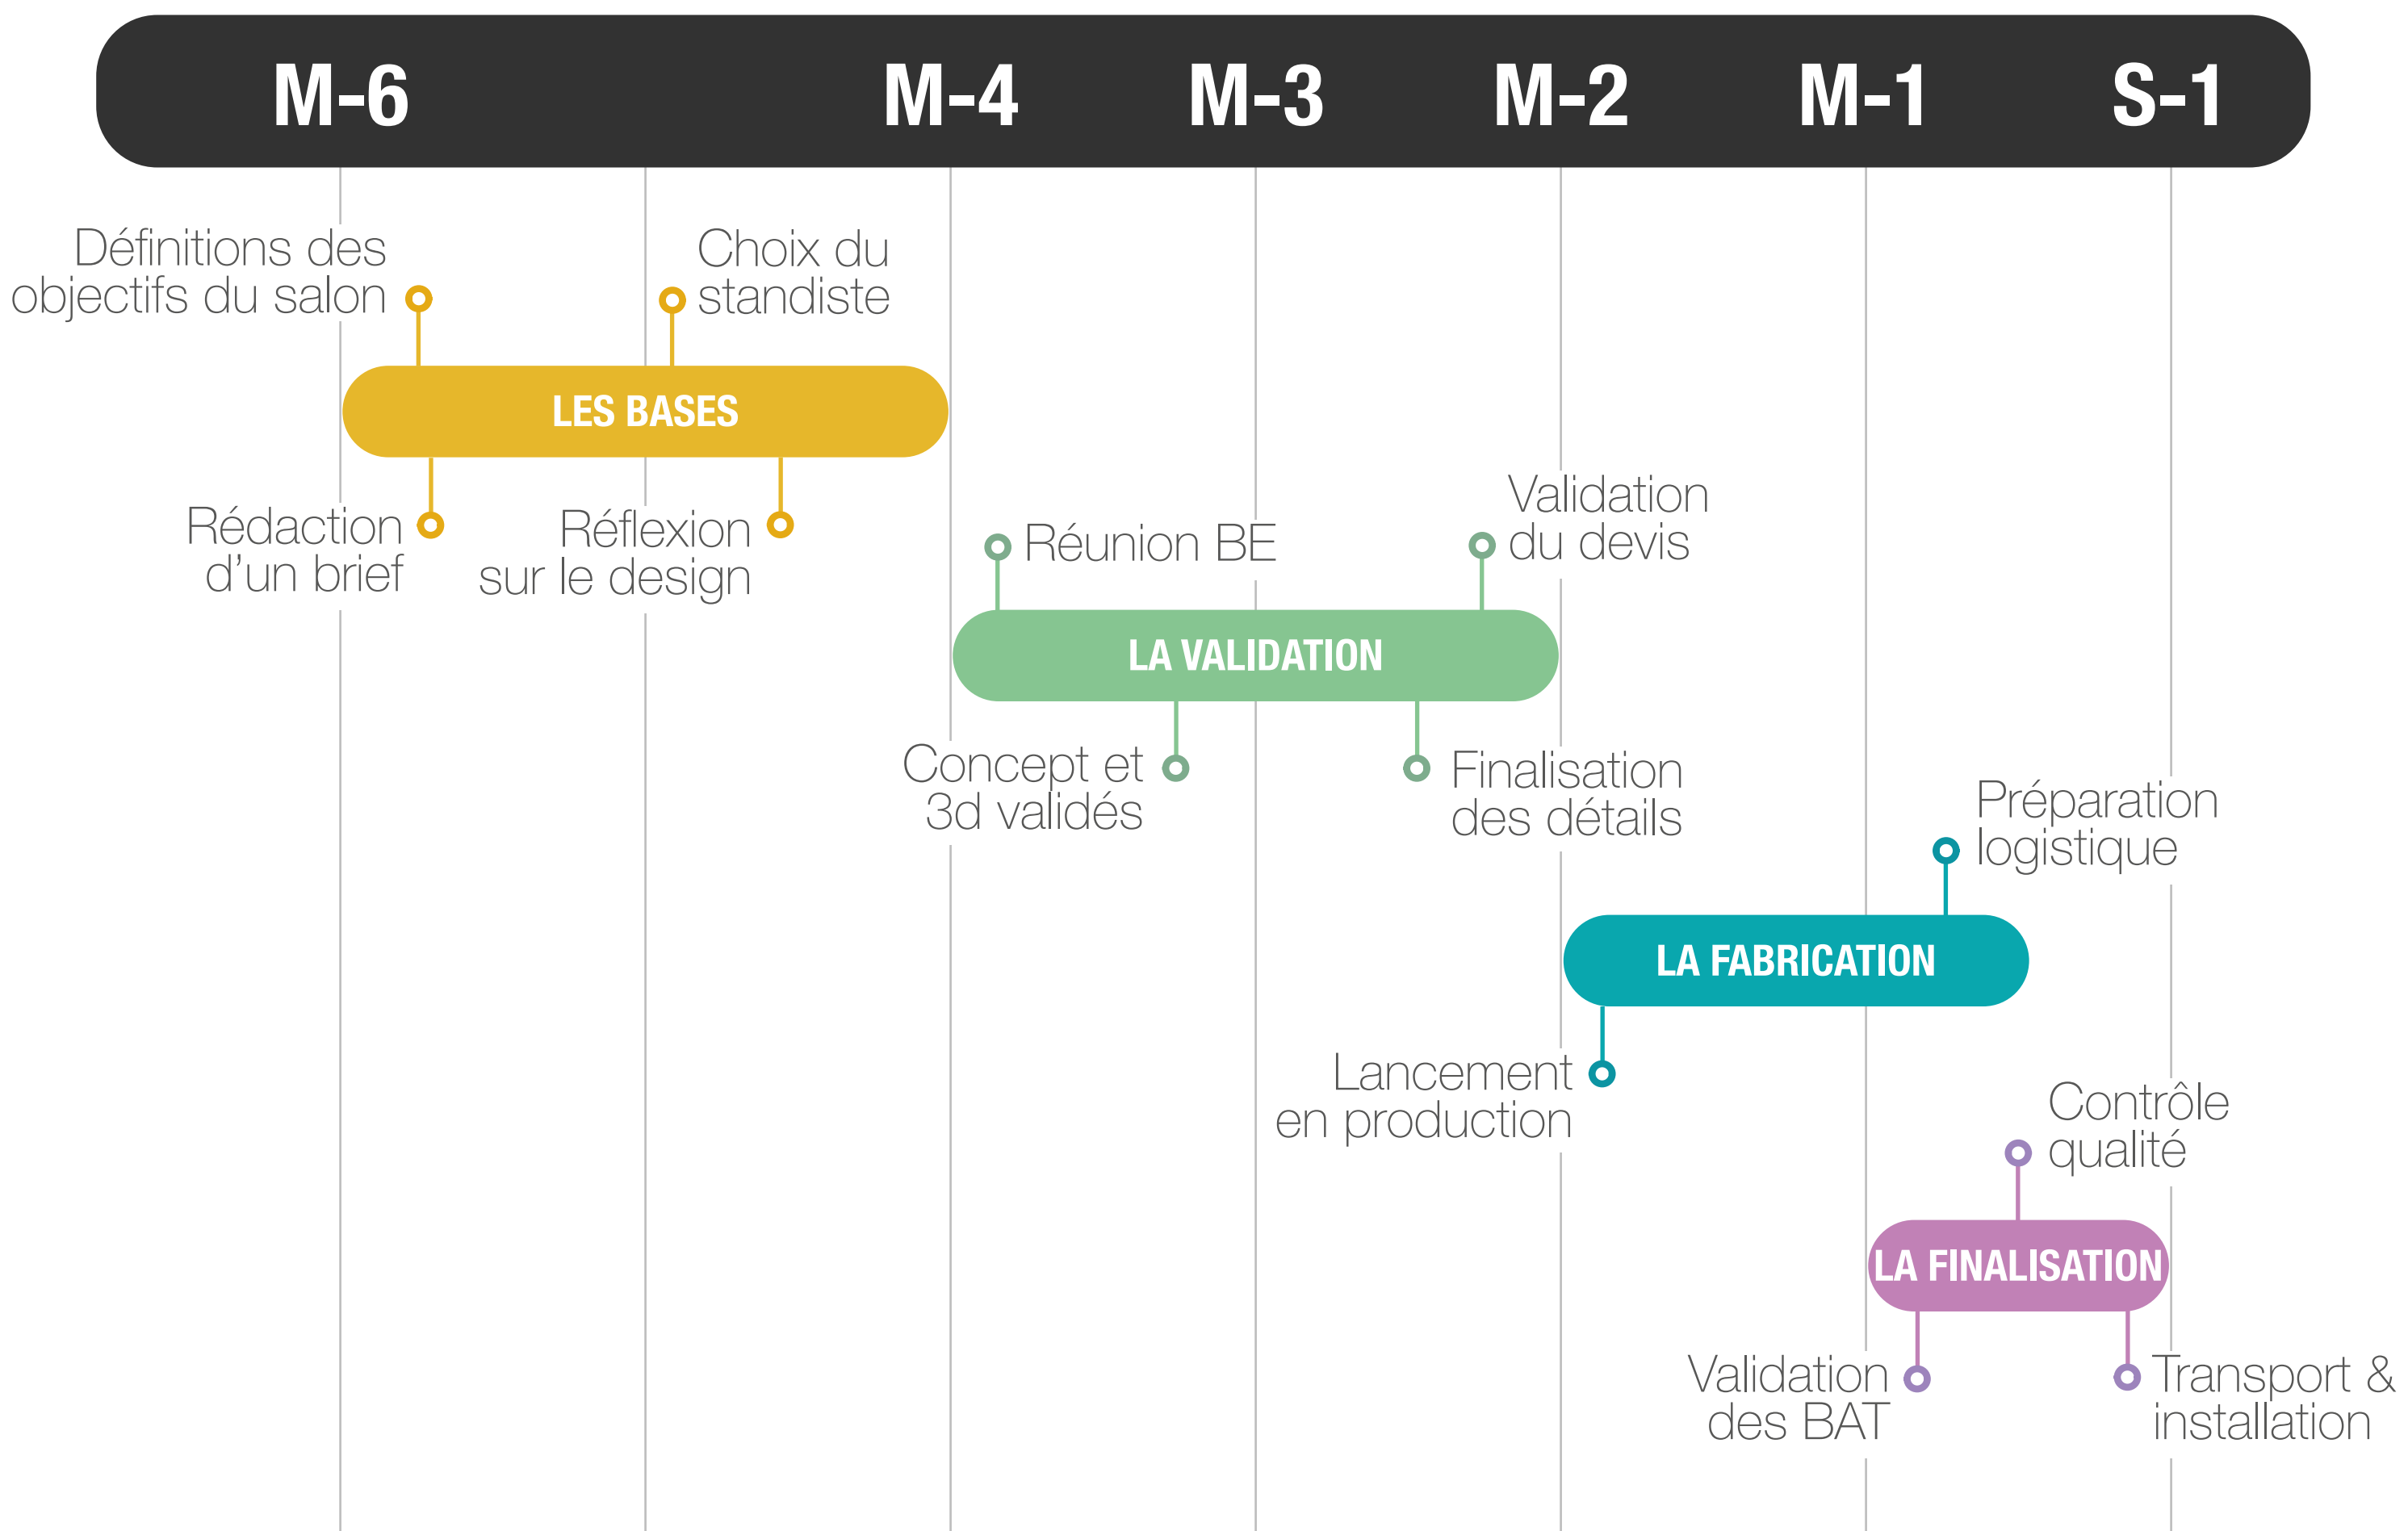 M-6
M-4
M-3
M-2
M-1
S-1
Définitions des
objectifs du salon
Choix du
standiste
LES BASES
Rédaction
d’un brief
Réflexion
sur le design
Réunion BE
Validation
du devis
LA VALIDATION
Concept et
3d validés
Finalisation
des détails
Préparation
logistique
LA FABRICATION
Lancement
en production
Contrôle
qualité
LA FINALISATION
Validation
des BAT
Transport &
installation